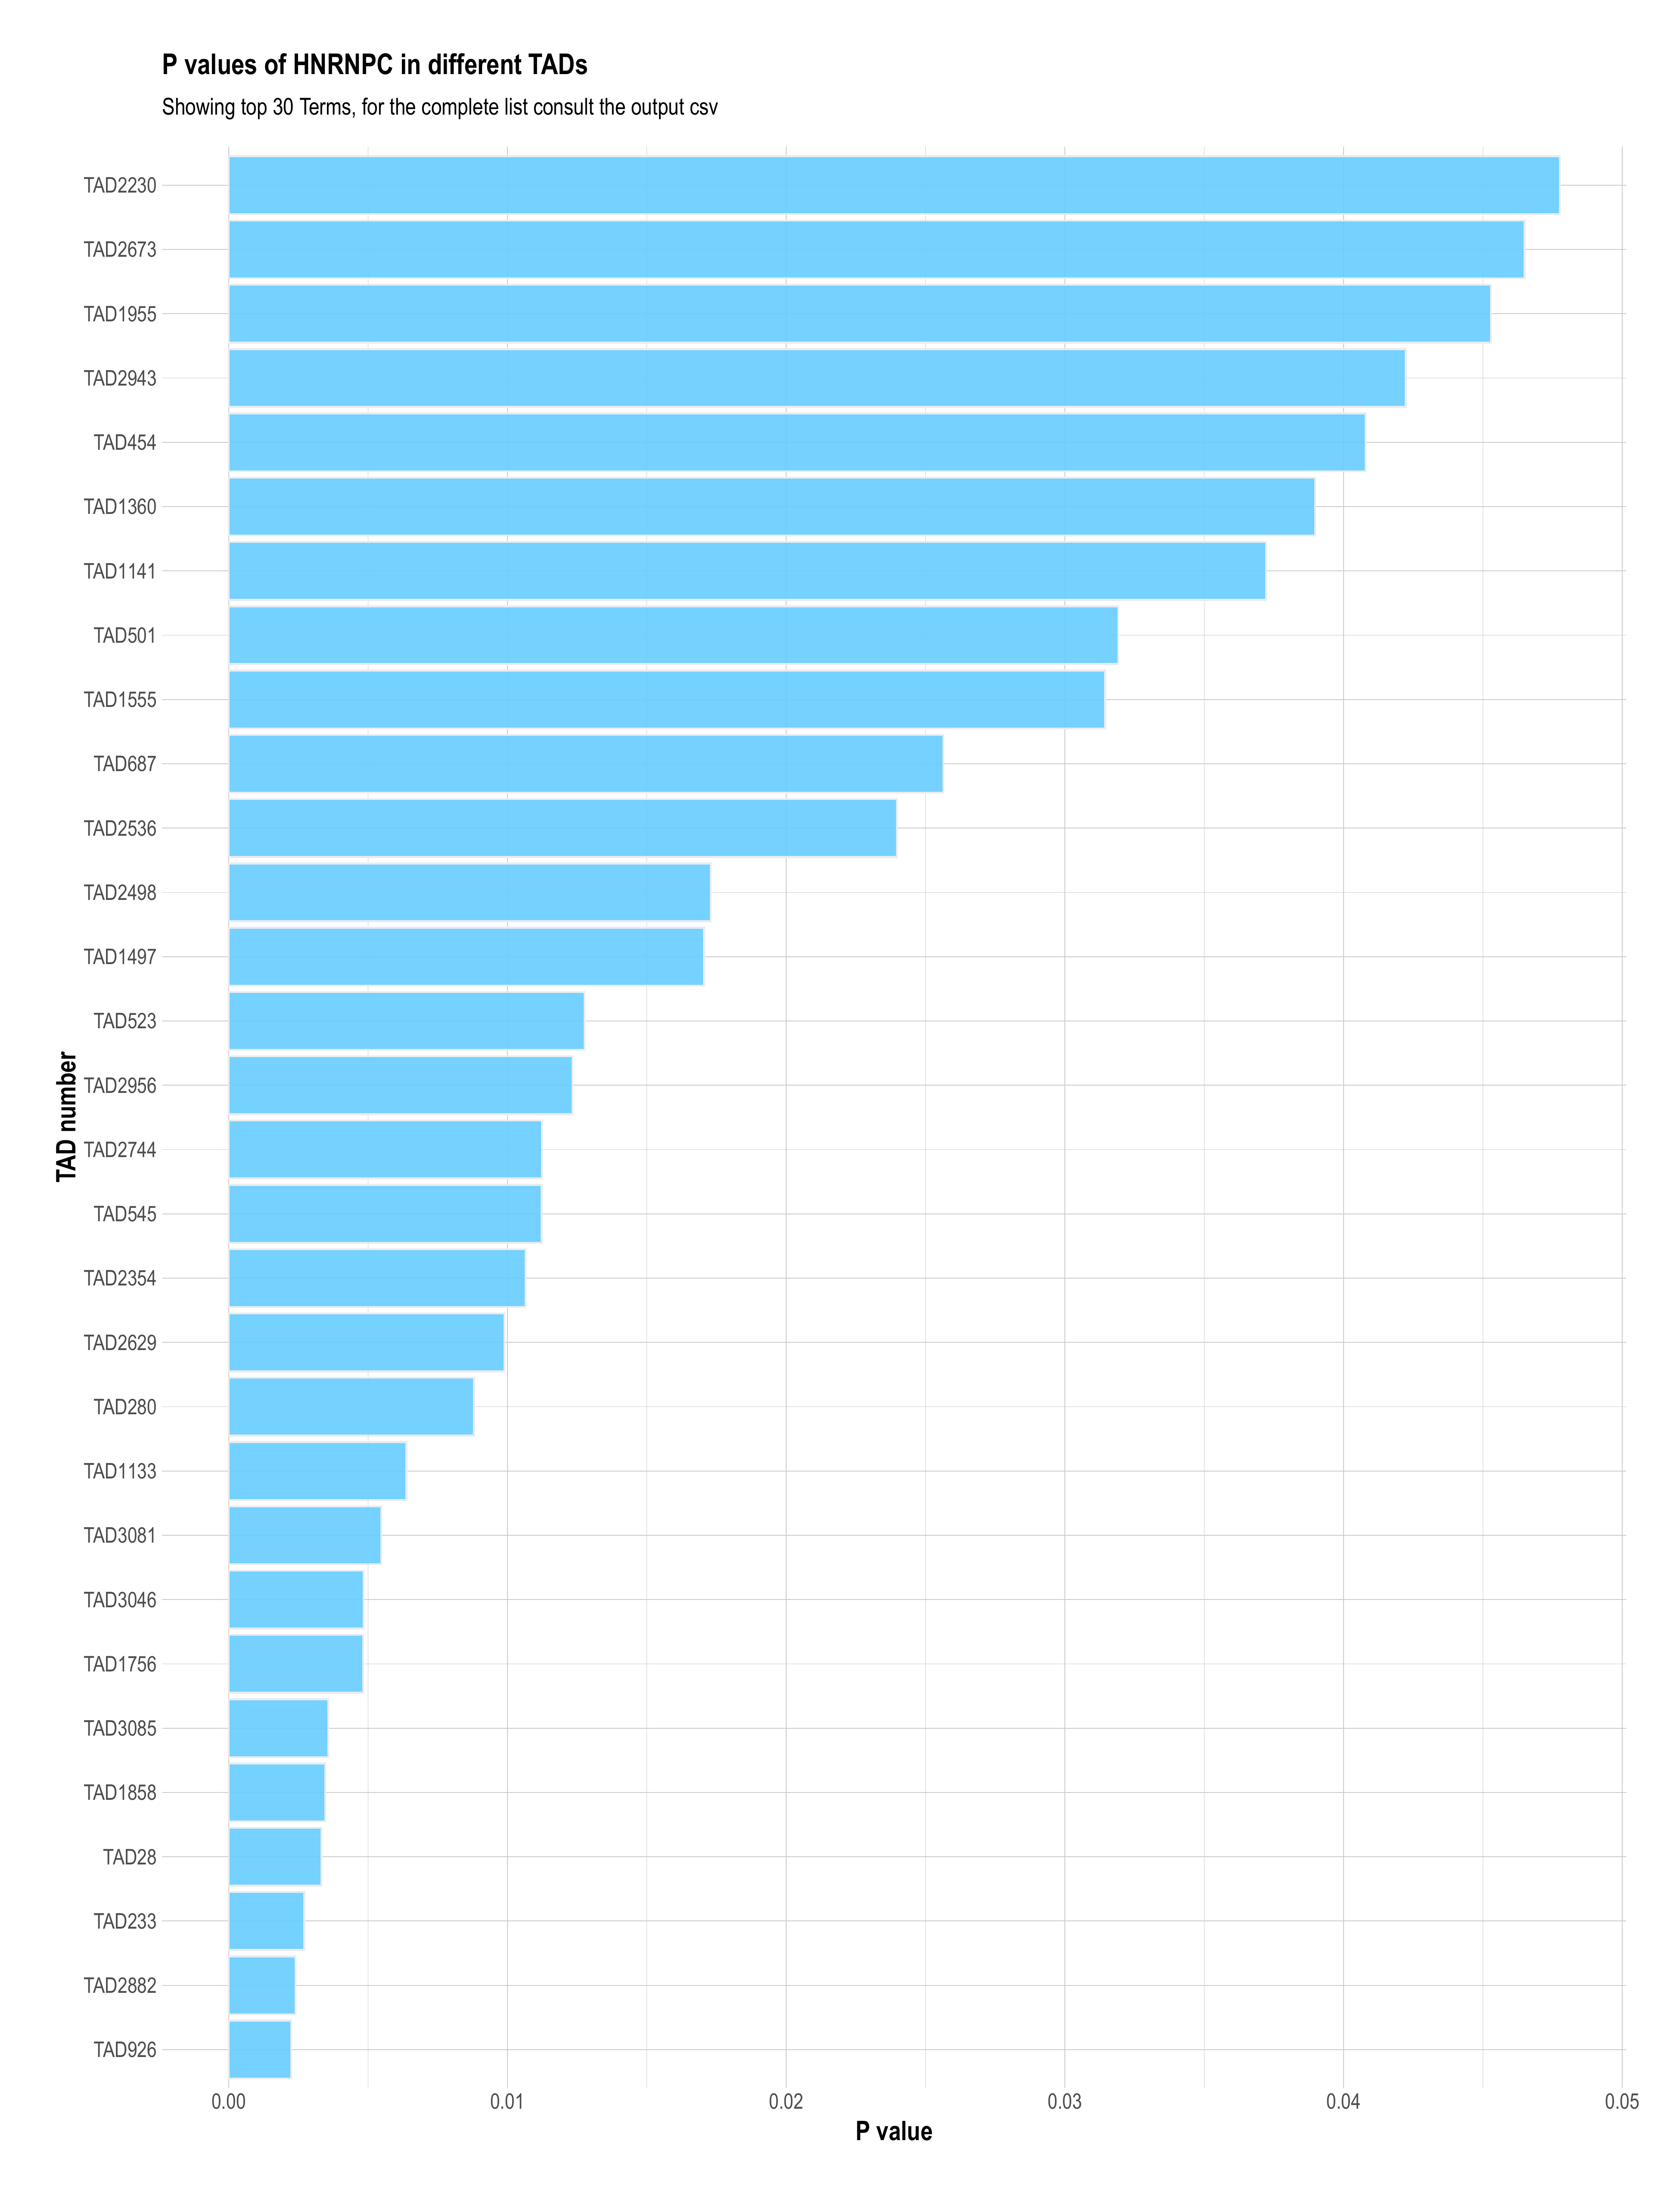 P values of HNRNPC in different TADs
Showing top 30 Terms, for the complete list consult the output csv
TAD2230
TAD2673
TAD1955
TAD2943
TAD454
TAD1360
TAD1141
TAD501
TAD1555
TAD687
TAD2536
TAD2498
TAD1497
TAD523
TAD2956
TAD2744
TAD545
TAD2354
TAD2629
TAD280
TAD1133
TAD3081
TAD3046
TAD1756
TAD3085
TAD1858
TAD28
TAD233
TAD2882
TAD926
TAD number
0.00 0.01 0.02 0.03 0.04 0.05
P value